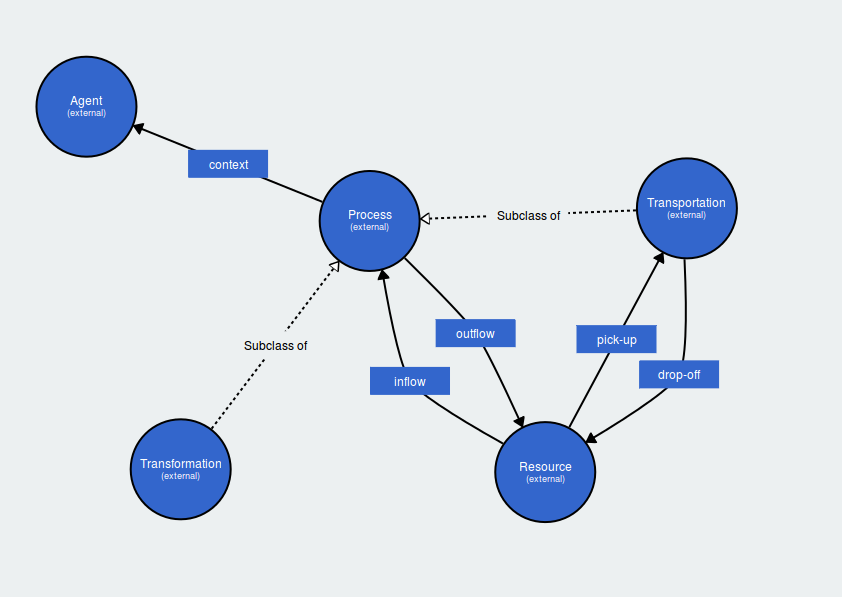 Agent
(external)
context
Process
(external)
Subclass of
Transportation
(external)
outflow
pick-up
Subclass of
inflow
drop-off
Transformation
(external)
Resource
(external)